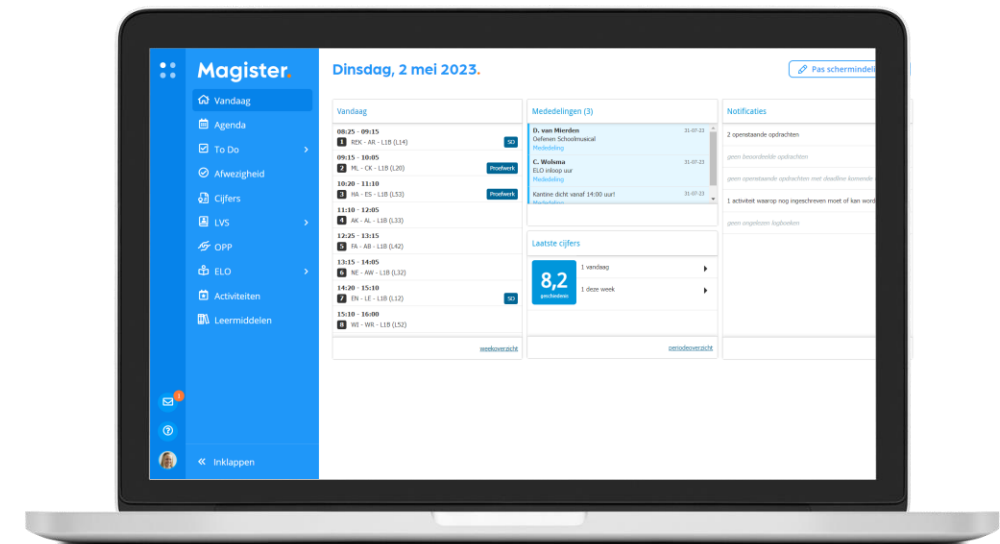 Magister.
Vandaag
Agenda
To Do
Afwezigheid
Cijfers
LVS
OPP
ELO
Activiteiten
Leermiddelen
1
Inklappen
Dinsdag, 2 mei 2023.
Pas schermindeli
Vandaag
08:25 - 09:15
1 REK - AR - L1B (L14) SO
09:15 - 10:05
2 ML - CK - L1B (L20) Proefwerk
10:20 - 11:10
3 HA - ES - L1B (L53) Proefwerk
11:10 - 12:05
4 AK - AL - L1B (L33)
12:25 - 13:15
5 FA - AB - L1B (L42)
13:15 - 14:05
6 NE - AW - L1B (L32)
14:20 - 15:10
7 EN - LE - L1B (L12) SO
15:10 - 16:00
8 WI - WR - L1B (L52)
weekoverzicht
Mededelingen (3)
D. van Mierden 31-07-23
Oefenen Schoolmusical
Mededeling
C. Wolsma 31-07-23
ELO inloop uur
Mededeling
Kantine dicht vanaf 14:00 uur! 31-07-23
Mededeling
Laatste cijfers
8,2
geschiedenis
1 vandaag
1 deze week
periodeoverzicht
Notificaties
2 openstaande opdrachten
geen beoordeelde opdrachten
geen openstaande opdrachten met deadline komende
1 activiteit waarop nog ingeschreven moet of kan word
geen ongelezen logboeken